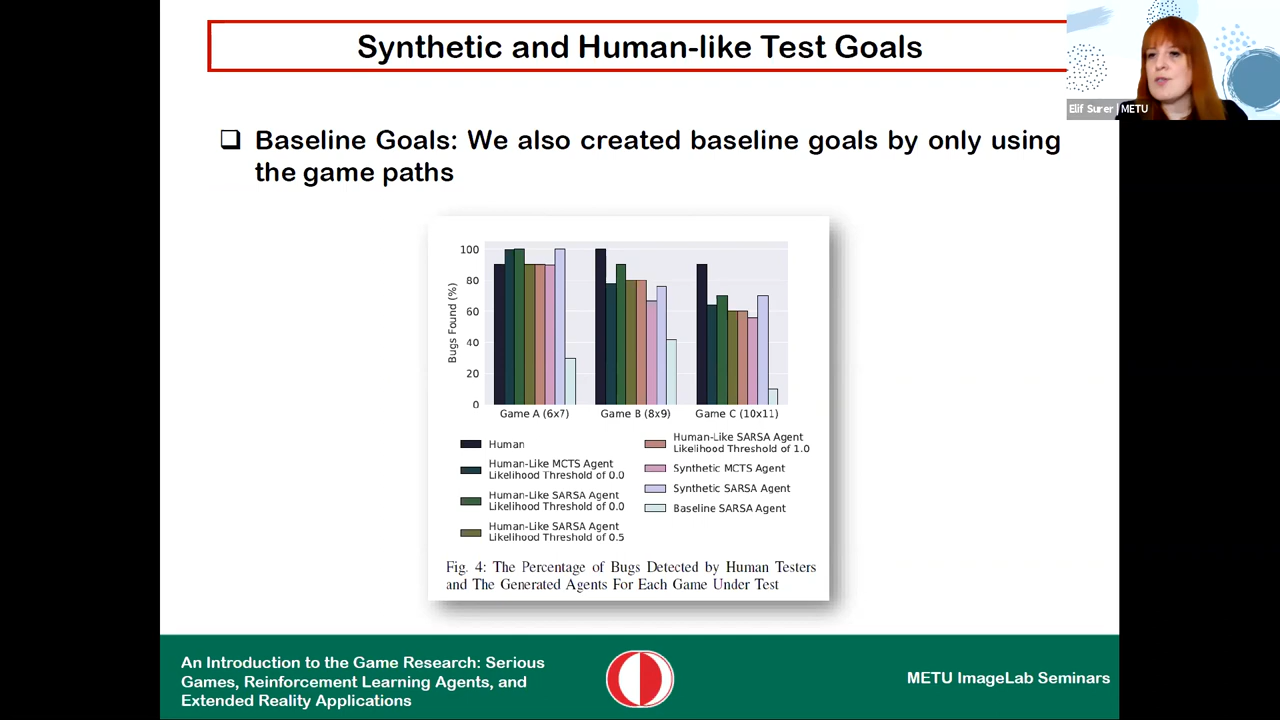 Synthetic and Human-like Test Goals
Elif Surer | METU
❑ Baseline Goals: We also created baseline goals by only using
the game paths
100
80
60
40
20
0
Bugs Found (%)
Game A (6x7)
Game B (8x9)
Game C (10x11)
Human
Human-Like MCTS Agent
Likelihood Threshold of 0.0
Human-Like SARSA Agent
Likelihood Threshold of 0.0
Human-Like SARSA Agent
Likelihood Threshold of 0.5
Human-Like SARSA Agent
Likelihood Threshold of 1.0
Synthetic MCTS Agent
Synthetic SARSA Agent
Baseline SARSA Agent
Fig. 4: The Percentage of Bugs Detected by Human Testers
and The Generated Agents For Each Game Under Test
An Introduction to the Game Research: Serious
Games, Reinforcement Learning Agents, and
Extended Reality Applications
METU ImageLab Seminars